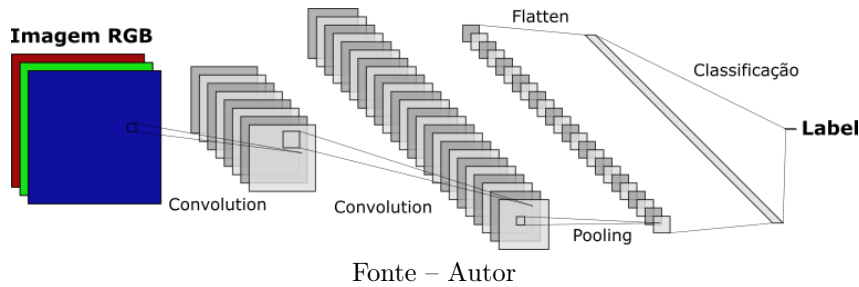 Imagem RGB
Convolution
Convolution
Pooling
Flatten
Classificação
Label
Fonte – Autor